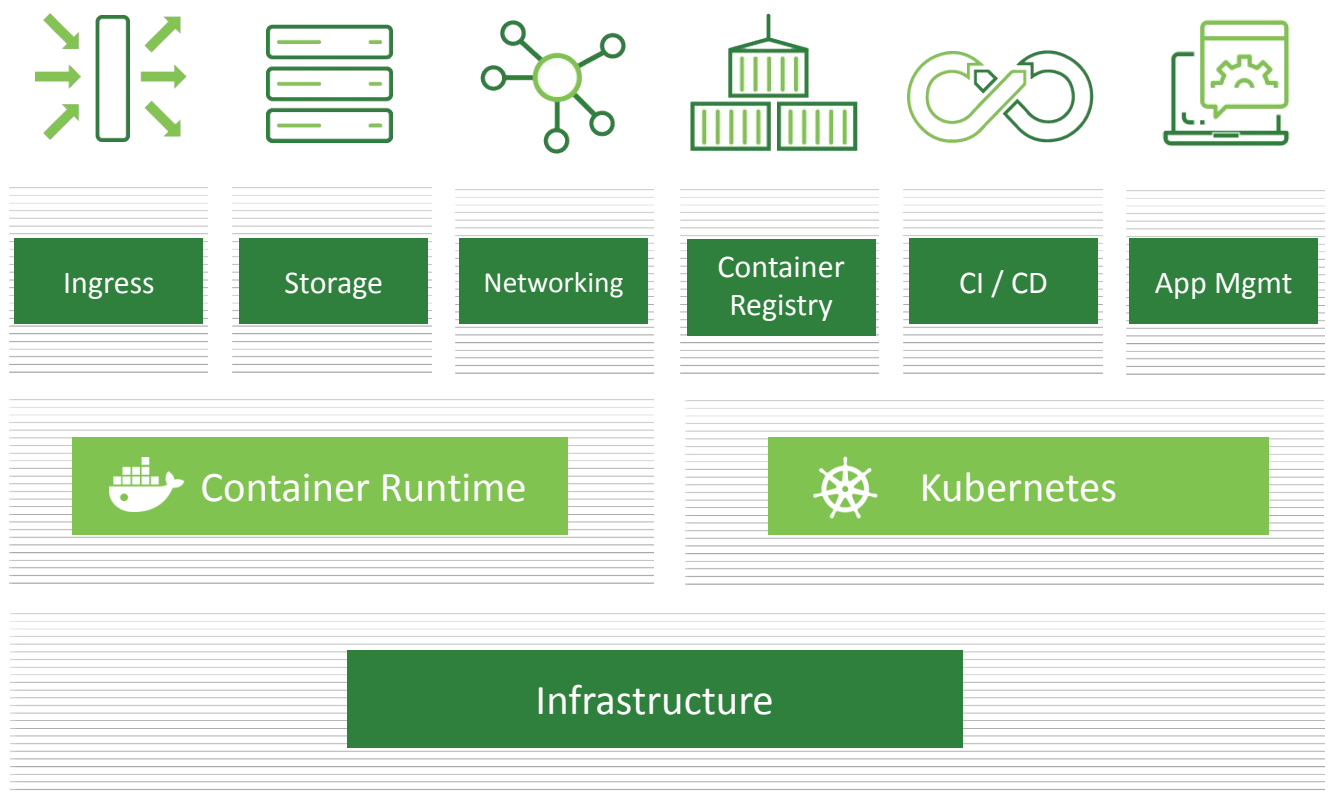 Ingress
Storage
Networking
Container
Registry
CI / CD
App Mgmt
Container Runtime
Kubernetes
Infrastructure